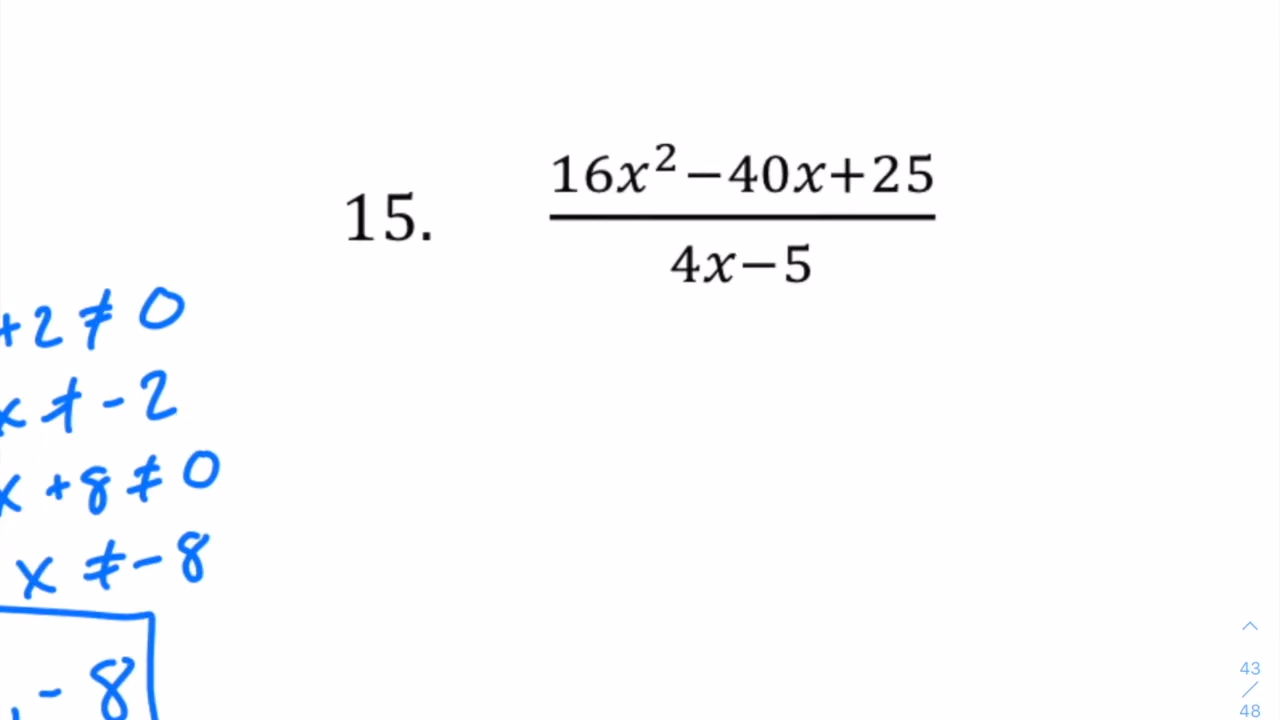 15.
16x²−40x+25
4x−5
+2 ≠ 0
x ≠ -2
x +8 ≠ 0
x ≠ -8
, -8
43
/
48